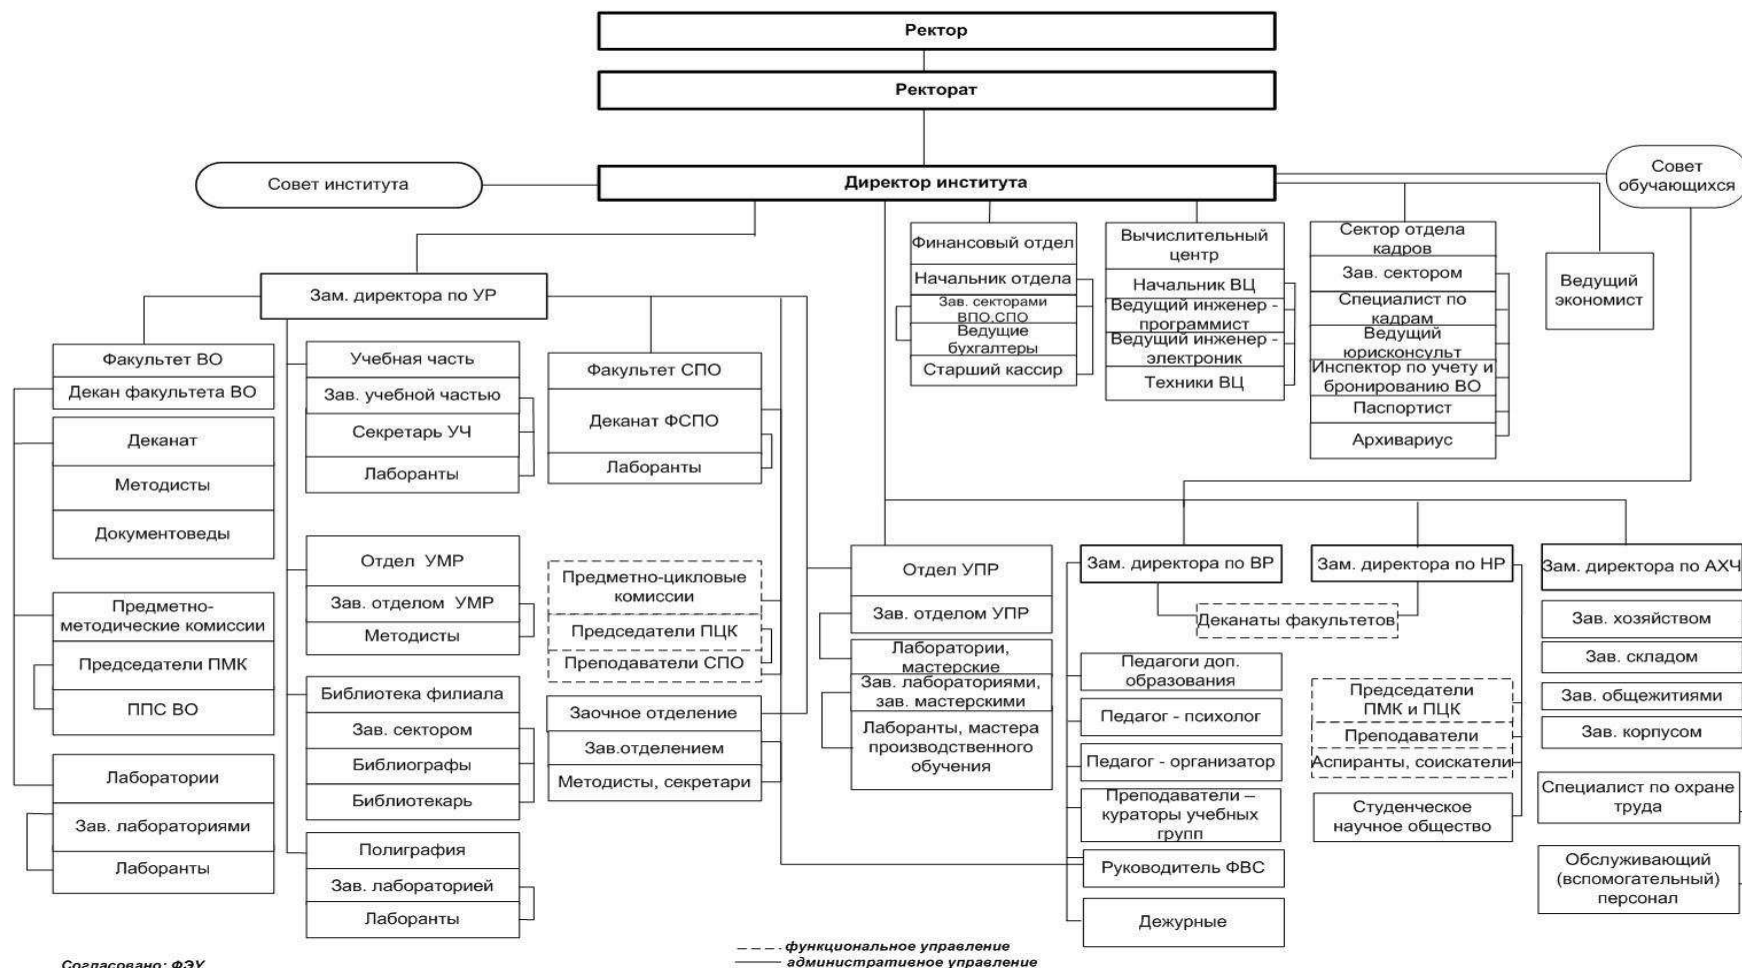 Ректор
Ректорат
Совет института
Директор института
Совет
обучающихся
Финансовый отдел
Начальник отдела
Зав. секторами
ВПО,СПО
Ведущие
бухгалтеры
Старший кассир
Вычислительный
центр
Начальник ВЦ
Ведущий инженер -
программист
Ведущий инженер -
электроник
Техники ВЦ
Сектор отдела
кадров
Зав. сектором
Специалист по
кадрам
Ведущий
юрисконсульт
Инспектор по учету и
бронированию ВО
Паспортист
Архивариус
Ведущий
экономист
Зам. директора по УР
Факультет ВО
Декан факультета ВО
Деканат
Методисты
Документоведы
Предметно-
методические комиссии
Председатели ПМК
ППС ВО
Лаборатории
Зав. лабораториями
Лаборанты
Учебная часть
Зав. учебной частью
Секретарь УЧ
Лаборанты
Отдел УМР
Зав. отделом УМР
Методисты
Библиотека филиала
Зав. сектором
Библиографы
Библиотекарь
Полиграфия
Зав. лабораторией
Лаборанты
Факультет СПО
Деканат ФСПО
Лаборанты
Предметно-цикловые
комиссии
Председатели ПЦК
Преподаватели СПО
Заочное отделение
Зав.отделением
Методисты, секретари
Отдел УПР
Зав. отделом УПР
Лаборатории,
мастерские
Зав. лабораториями,
зав. мастерскими
Лаборанты, мастера
производственного
обучения
Зам. директора по ВР
Зам. директора по НР
Зам. директора по АХЧ
Деканаты факультетов
Педагоги доп.
образования
Педагог - психолог
Педагог - организатор
Преподаватели –
кураторы учебных
групп
Руководитель ФВС
Дежурные
Председатели
ПМК и ПЦК
Преподаватели
Аспиранты, соискатели
Студенческое
научное общество
Зав. хозяйством
Зав. складом
Зав. общежитиями
Зав. корпусом
Специалист по охране
труда
Обслуживающий
(вспомогательный)
персонал
функциональное управление
административное управление
Согласовано: ФЭУ